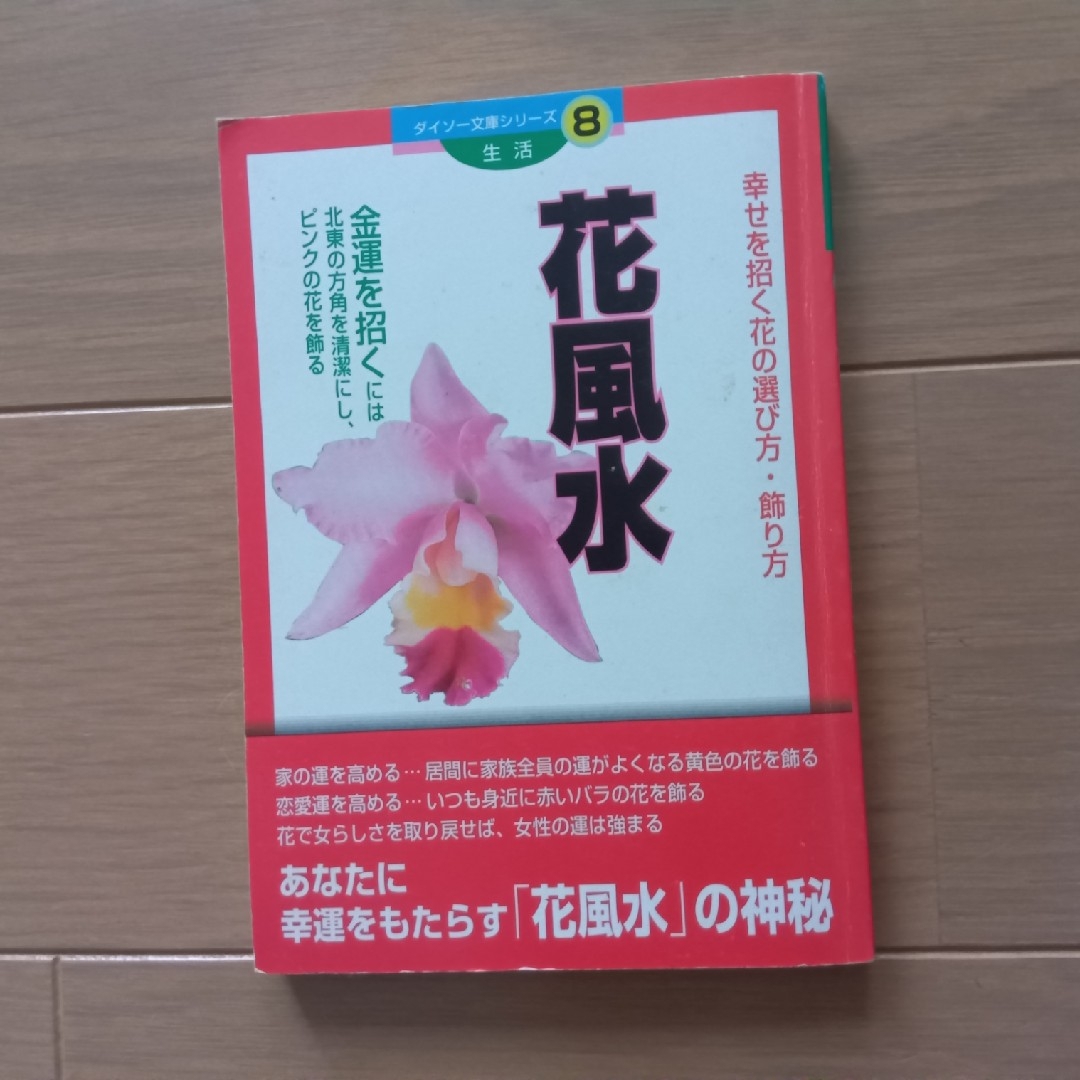 ダイソー文庫シリーズ 8
生活
幸せを招く花の選び方・飾り方
花風水
金運を招くには
北東の方角を清潔にし、
ピンクの花を飾る
家の運を高める…居間に家族全員の運がよくなる黄色の花を飾る
恋愛運を高める…いつも身近に赤いバラの花を飾る
花で女らしさを取り戻せば、女性の運は強まる
あなたに
幸運をもたらす「花風水」の神秘